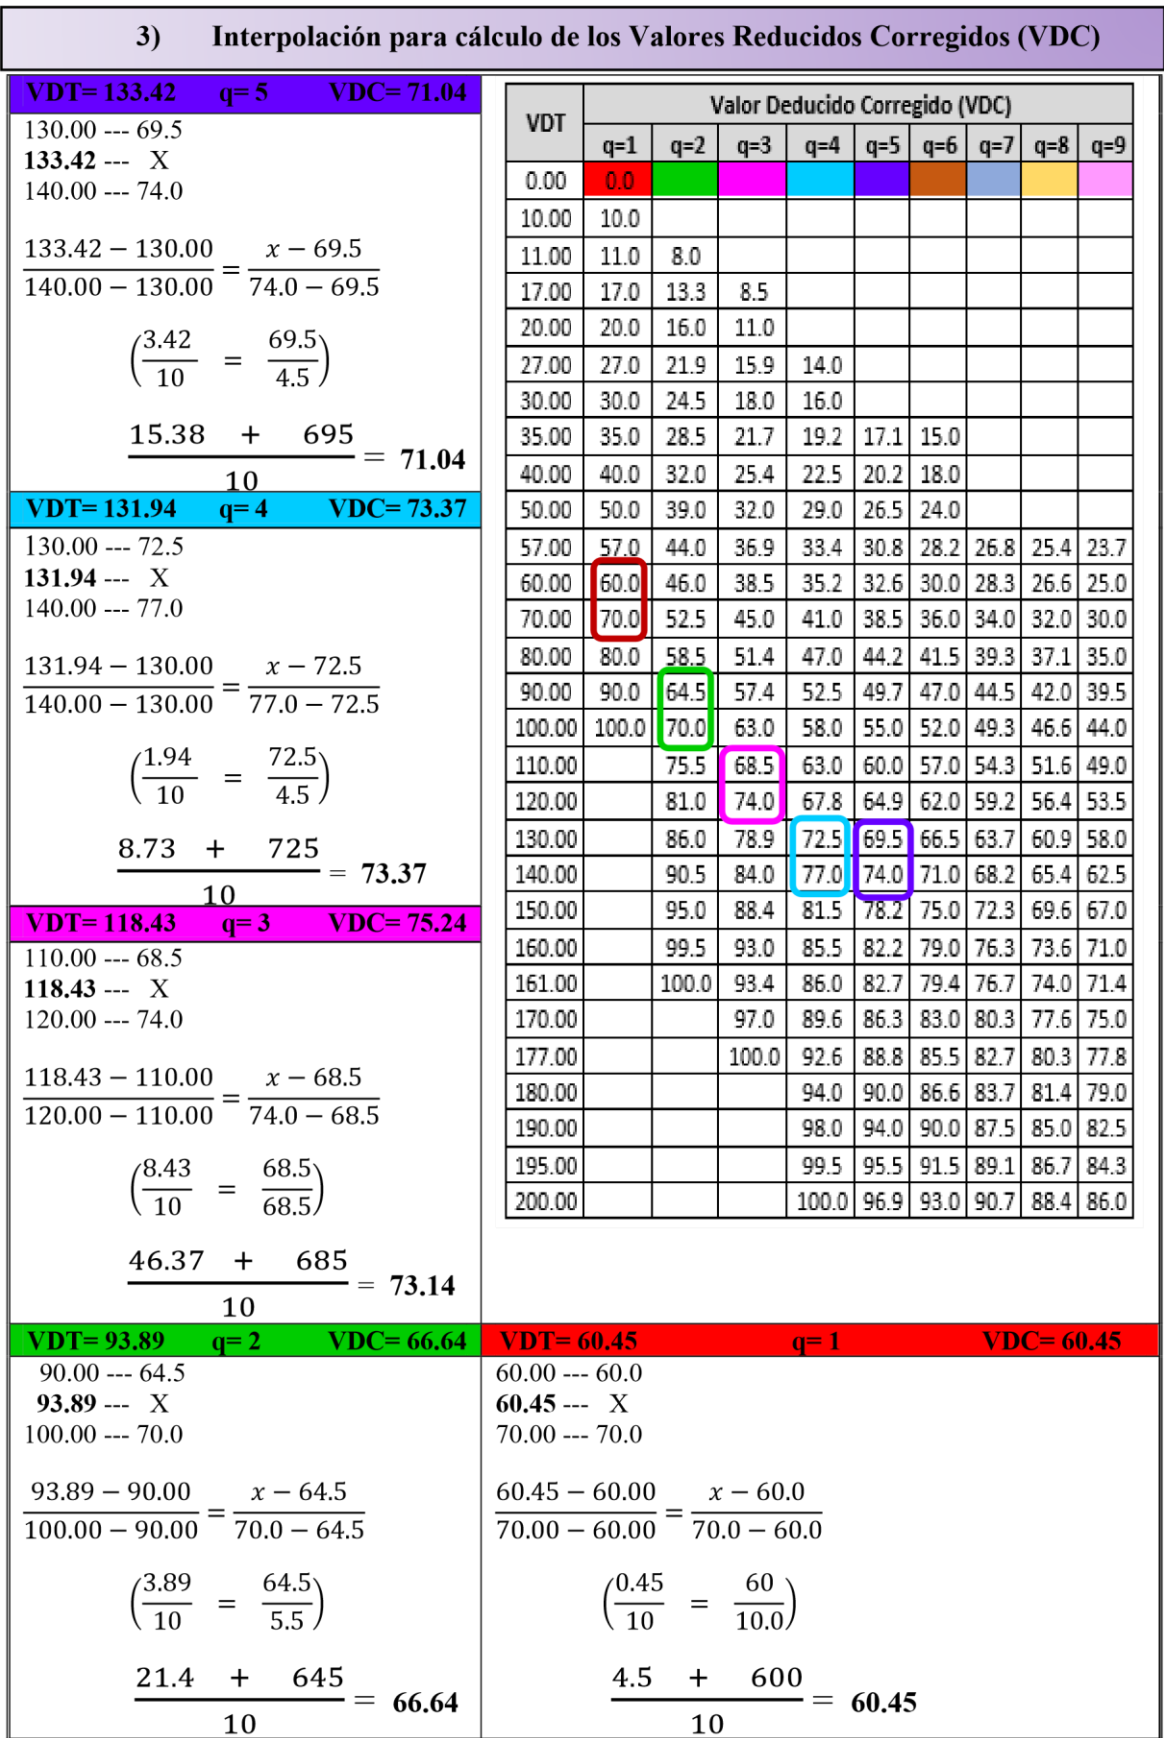 3) Interpolación para cálculo de los Valores Reducidos Corregidos (VDC)
VDT= 133.42 q= 5 VDC= 71.04
130.00 --- 69.5
133.42 --- X
140.00 --- 74.0
133.42 − 130.00 / 140.00 − 130.00 = x − 69.5 / 74.0 − 69.5
(3.42 / 10 = 69.5 / 4.5)
15.38 + 695 / 10 = 71.04
VDT= 131.94 q= 4 VDC= 73.37
130.00 --- 72.5
131.94 --- X
140.00 --- 77.0
131.94 − 130.00 / 140.00 − 130.00 = x − 72.5 / 77.0 − 72.5
(1.94 / 10 = 72.5 / 4.5)
8.73 + 725 / 10 = 73.37
VDT= 118.43 q= 3 VDC= 75.24
110.00 --- 68.5
118.43 --- X
120.00 --- 74.0
118.43 − 110.00 / 120.00 − 110.00 = x − 68.5 / 74.0 − 68.5
(8.43 / 10 = 68.5 / 68.5)
46.37 + 685 / 10 = 73.14
VDT Valor Deducido Corregido (VDC)
q=1 q=2 q=3 q=4 q=5 q=6 q=7 q=8 q=9
0.00 0.0
10.00 10.0
11.00 11.0 8.0
17.00 17.0 13.3 8.5
20.00 20.0 16.0 11.0
27.00 27.0 21.9 15.9 14.0
30.00 30.0 24.5 18.0 16.0
35.00 35.0 28.5 21.7 19.2 17.1 15.0
40.00 40.0 32.0 25.4 22.5 20.2 18.0
50.00 50.0 39.0 32.0 29.0 26.5 24.0
57.00 57.0 44.0 36.9 33.4 30.8 28.2 26.8 25.4 23.7
60.00 60.0 46.0 38.5 35.2 32.6 30.0 28.3 26.6 25.0
70.00 70.0 52.5 45.0 41.0 38.5 36.0 34.0 32.0 30.0
80.00 80.0 58.5 51.4 47.0 44.2 41.5 39.3 37.1 35.0
90.00 90.0 64.5 57.4 52.5 49.7 47.0 44.5 42.0 39.5
100.00 100.0 70.0 63.0 58.0 55.0 52.0 49.3 46.6 44.0
110.00 75.5 68.5 63.0 60.0 57.0 54.3 51.6 49.0
120.00 81.0 74.0 67.8 64.9 62.0 59.2 56.4 53.5
130.00 86.0 78.9 72.5 69.5 66.5 63.7 60.9 58.0
140.00 90.5 84.0 77.0 74.0 71.0 68.2 65.4 62.5
150.00 95.0 88.4 81.5 78.2 75.0 72.3 69.6 67.0
160.00 99.5 93.0 85.5 82.2 79.0 76.3 73.6 71.0
161.00 100.0 93.4 86.0 82.7 79.4 76.7 74.0 71.4
170.00 97.0 89.6 86.3 83.0 80.3 77.6 75.0
177.00 100.0 92.6 88.8 85.5 82.7 80.3 77.8
180.00 94.0 90.0 86.6 83.7 81.4 79.0
190.00 98.0 94.0 90.0 87.5 85.0 82.5
195.00 99.5 95.5 91.5 89.1 86.7 84.3
200.00 100.0 96.9 93.0 90.7 88.4 86.0
VDT= 93.89 q= 2 VDC= 66.64
90.00 --- 64.5
93.89 --- X
100.00 --- 70.0
93.89 − 90.00 / 100.00 − 90.00 = x − 64.5 / 70.0 − 64.5
(3.89 / 10 = 64.5 / 5.5)
21.4 + 645 / 10 = 66.64
VDT= 60.45 q= 1 VDC= 60.45
60.00 --- 60.0
60.45 --- X
70.00 --- 70.0
60.45 − 60.00 / 70.00 − 60.00 = x − 60.0 / 70.0 − 60.0
(0.45 / 10 = 60 / 10.0)
4.5 + 600 / 10 = 60.45